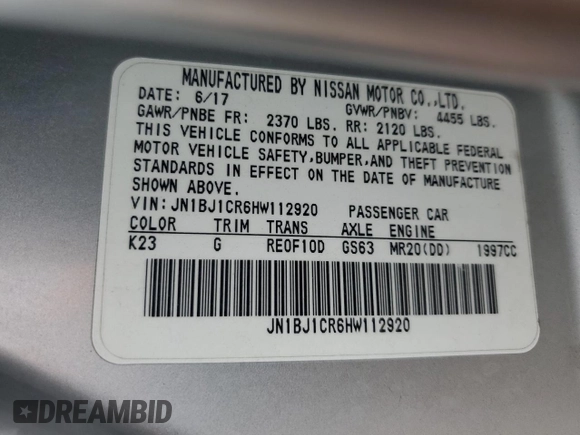 MANUFACTURED BY NISSAN MOTOR CO.,LTD.
DATE: 6/17 GVWR/PNBV: 4455 LBS.
GAWR/PNBE FR: 2370 LBS. RR: 2120 LBS.
THIS VEHICLE CONFORMS TO ALL APPLICABLE FEDERAL
MOTOR VEHICLE SAFETY,BUMPER,AND THEFT PREVENTION
STANDARDS IN EFFECT ON THE DATE OF MANUFACTURE
SHOWN ABOVE.
VIN: JN1BJ1CR6HW112920 PASSENGER CAR
COLOR TRIM TRANS AXLE ENGINE
K23 G RE0F10D GS63 MR20(DD) 1997CC
JN1BJ1CR6HW112920
DREAMBID